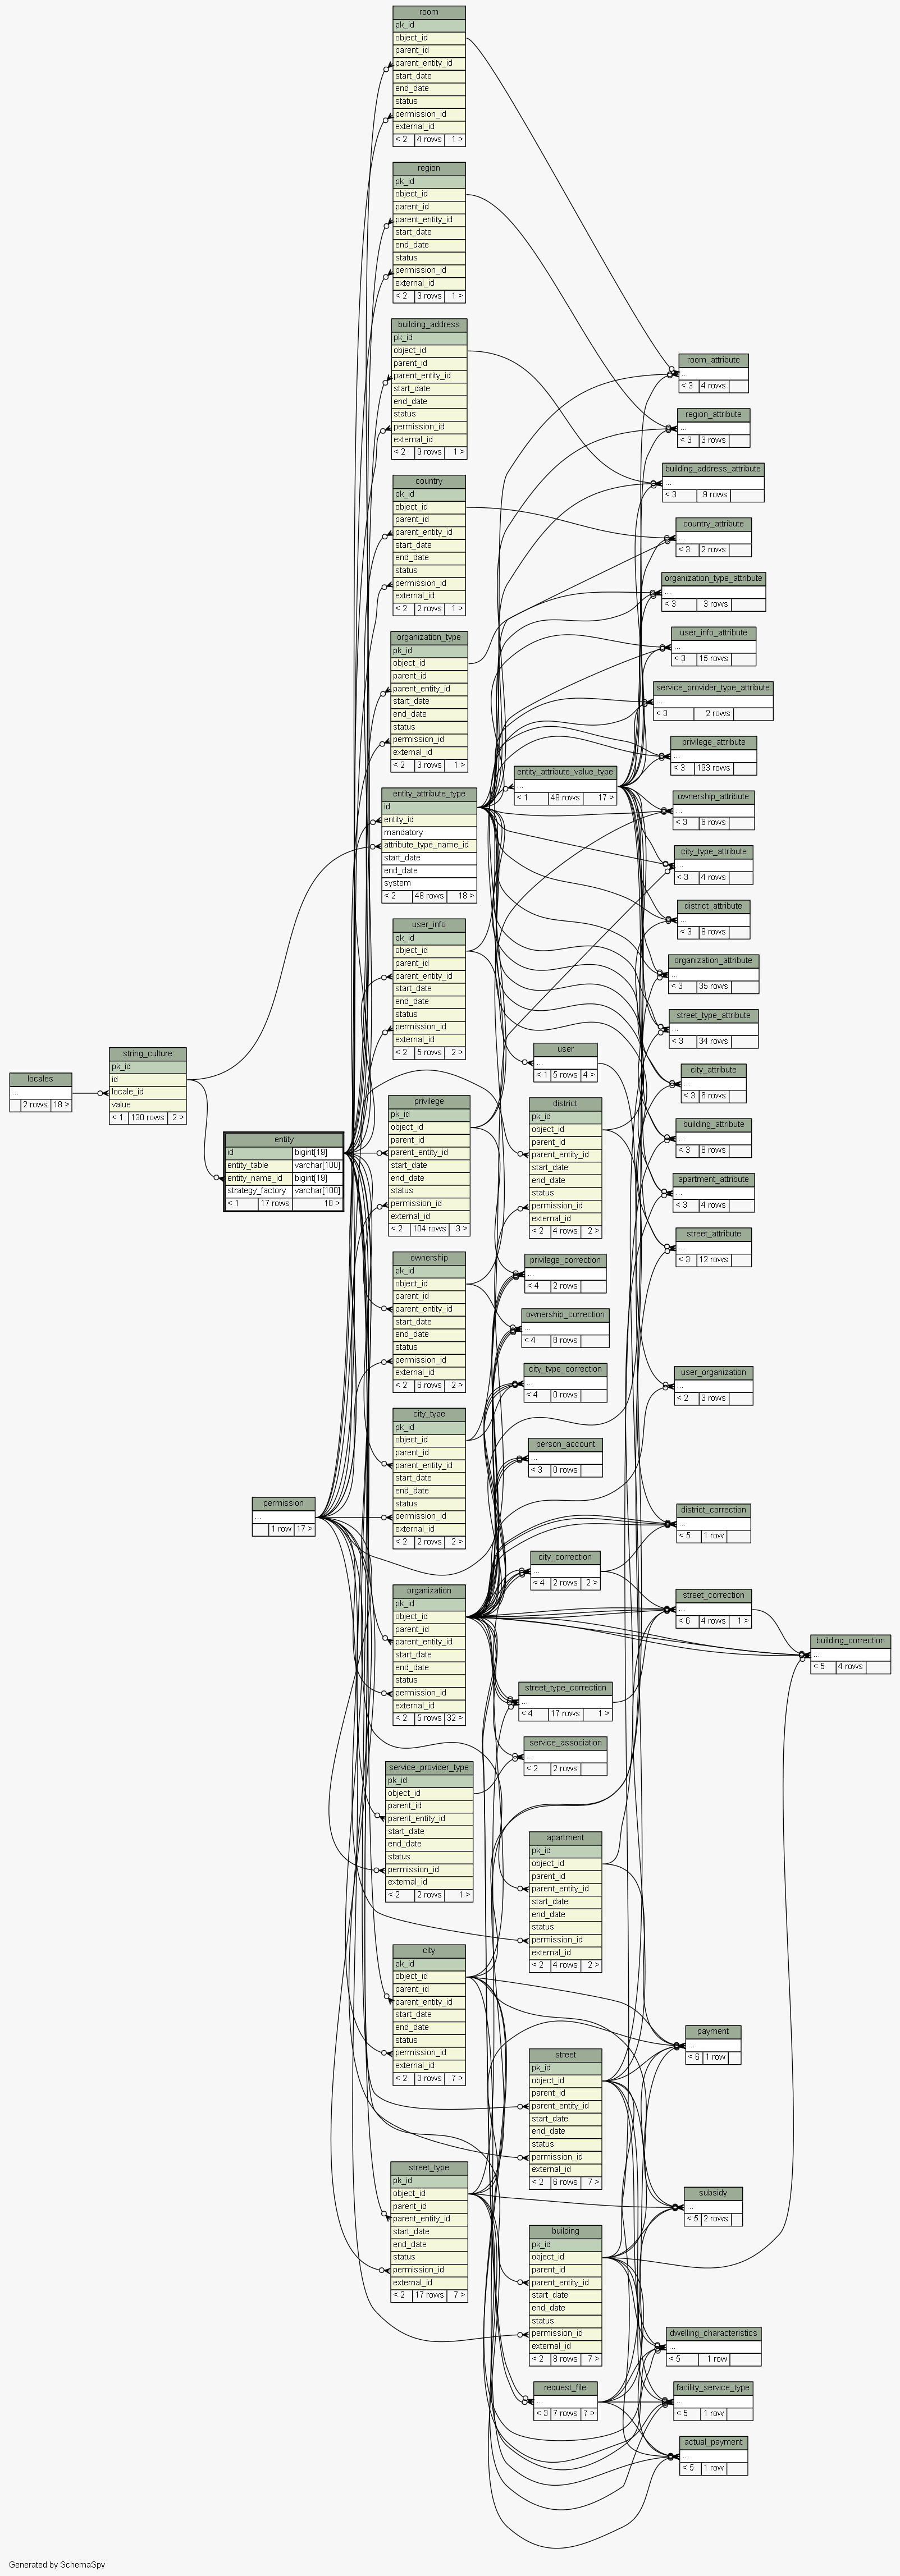 room
pk_id
object_id
parent_id
parent_entity_id
start_date
end_date
status
permission_id
external_id
< 2 4 rows 1 >
region
pk_id
object_id
parent_id
parent_entity_id
start_date
end_date
status
permission_id
external_id
< 2 3 rows 1 >
building_address
pk_id
object_id
parent_id
parent_entity_id
start_date
end_date
status
permission_id
external_id
< 2 9 rows 1 >
country
pk_id
object_id
parent_id
parent_entity_id
start_date
end_date
status
permission_id
external_id
< 2 2 rows 1 >
organization_type
pk_id
object_id
parent_id
parent_entity_id
start_date
end_date
status
permission_id
external_id
< 2 3 rows 1 >
entity_attribute_type
id
entity_id
mandatory
attribute_type_name_id
start_date
end_date
system
< 2 48 rows 18 >
user_info
pk_id
object_id
parent_id
parent_entity_id
start_date
end_date
status
permission_id
external_id
< 2 5 rows 2 >
locales
...
2 rows 18 >
string_culture
pk_id
id
locale_id
value
< 1 130 rows 2 >
entity
id bigint[19]
entity_table varchar[100]
entity_name_id bigint[19]
strategy_factory varchar[100]
< 1 17 rows 18 >
privilege
pk_id
object_id
parent_id
parent_entity_id
start_date
end_date
status
permission_id
external_id
< 2 104 rows 3 >
ownership
pk_id
object_id
parent_id
parent_entity_id
start_date
end_date
status
permission_id
external_id
< 2 6 rows 2 >
city_type
pk_id
object_id
parent_id
parent_entity_id
start_date
end_date
status
permission_id
external_id
< 2 2 rows 2 >
permission
...
1 row 17 >
organization
pk_id
object_id
parent_id
parent_entity_id
start_date
end_date
status
permission_id
external_id
< 2 5 rows 32 >
service_provider_type
pk_id
object_id
parent_id
parent_entity_id
start_date
end_date
status
permission_id
external_id
< 2 2 rows 1 >
city
pk_id
object_id
parent_id
parent_entity_id
start_date
end_date
status
permission_id
external_id
< 2 3 rows 7 >
street_type
pk_id
object_id
parent_id
parent_entity_id
start_date
end_date
status
permission_id
external_id
< 2 17 rows 7 >
entity_attribute_value_type
...
< 1 48 rows 17 >
user
...
< 1 5 rows 4 >
district
pk_id
object_id
parent_id
parent_entity_id
start_date
end_date
status
permission_id
external_id
< 2 4 rows 2 >
privilege_correction
...
< 4 2 rows
ownership_correction
...
< 4 8 rows
city_type_correction
...
< 4 0 rows
person_account
...
< 3 0 rows
city_correction
...
< 4 2 rows 2 >
street_type_correction
...
< 4 17 rows 1 >
service_association
...
< 2 2 rows
apartment
pk_id
object_id
parent_id
parent_entity_id
start_date
end_date
status
permission_id
external_id
< 2 4 rows 2 >
street
pk_id
object_id
parent_id
parent_entity_id
start_date
end_date
status
permission_id
external_id
< 2 6 rows 7 >
building
pk_id
object_id
parent_id
parent_entity_id
start_date
end_date
status
permission_id
external_id
< 2 8 rows 7 >
request_file
...
< 3 7 rows 7 >
room_attribute
...
< 3 4 rows
region_attribute
...
< 3 3 rows
building_address_attribute
...
< 3 9 rows
country_attribute
...
< 3 2 rows
organization_type_attribute
...
< 3 3 rows
user_info_attribute
...
< 3 15 rows
service_provider_type_attribute
...
< 3 2 rows
privilege_attribute
...
< 3 193 rows
ownership_attribute
...
< 3 6 rows
city_type_attribute
...
< 3 4 rows
district_attribute
...
< 3 8 rows
organization_attribute
...
< 3 35 rows
street_type_attribute
...
< 3 34 rows
city_attribute
...
< 3 6 rows
building_attribute
...
< 3 8 rows
apartment_attribute
...
< 3 4 rows
street_attribute
...
< 3 12 rows
user_organization
...
< 2 3 rows
district_correction
...
< 5 1 row
street_correction
...
< 6 4 rows 1 >
building_correction
...
< 5 4 rows
payment
...
< 6 1 row
subsidy
...
< 5 2 rows
dwelling_characteristics
...
< 5 1 row
facility_service_type
...
< 5 1 row
actual_payment
...
< 5 1 row
Generated by SchemaSpy